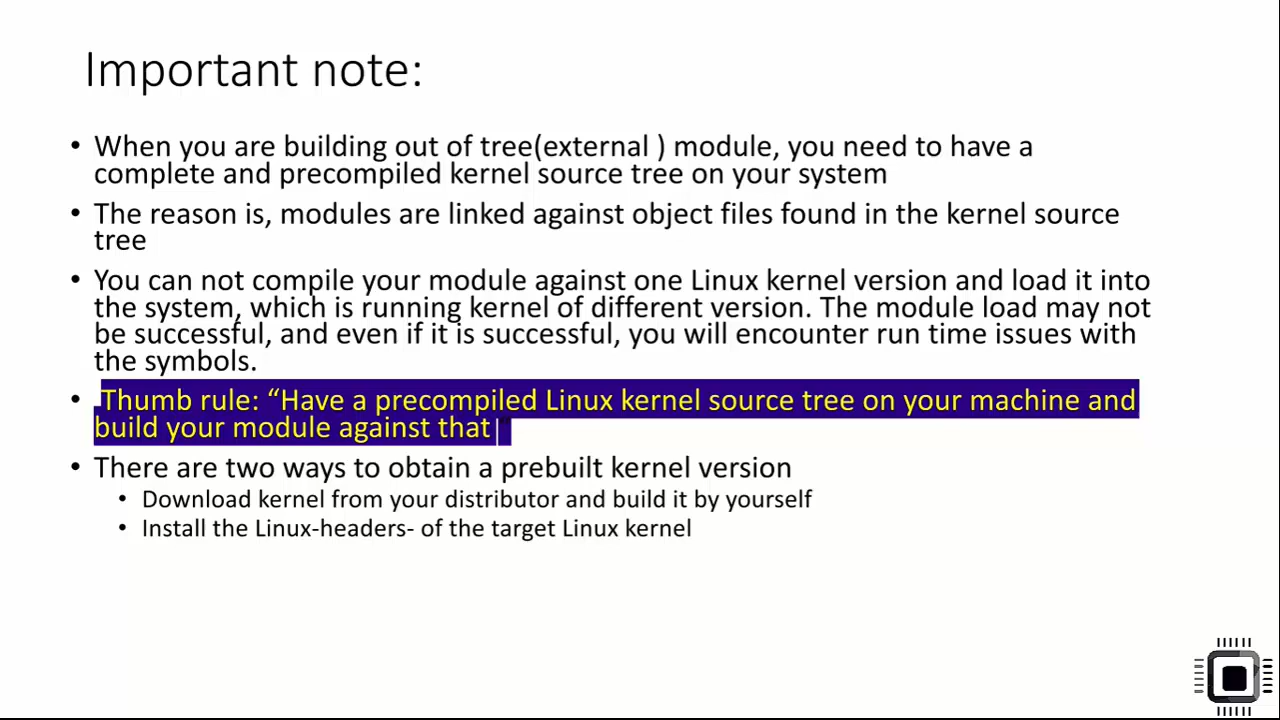 Important note:
• When you are building out of tree(external ) module, you need to have a
complete and precompiled kernel source tree on your system
• The reason is, modules are linked against object files found in the kernel source
tree
• You can not compile your module against one Linux kernel version and load it into
the system, which is running kernel of different version. The module load may not
be successful, and even if it is successful, you will encounter run time issues with
the symbols.
• Thumb rule: “Have a precompiled Linux kernel source tree on your machine and
build your module against that ”
• There are two ways to obtain a prebuilt kernel version
• Download kernel from your distributor and build it by yourself
• Install the Linux-headers- of the target Linux kernel